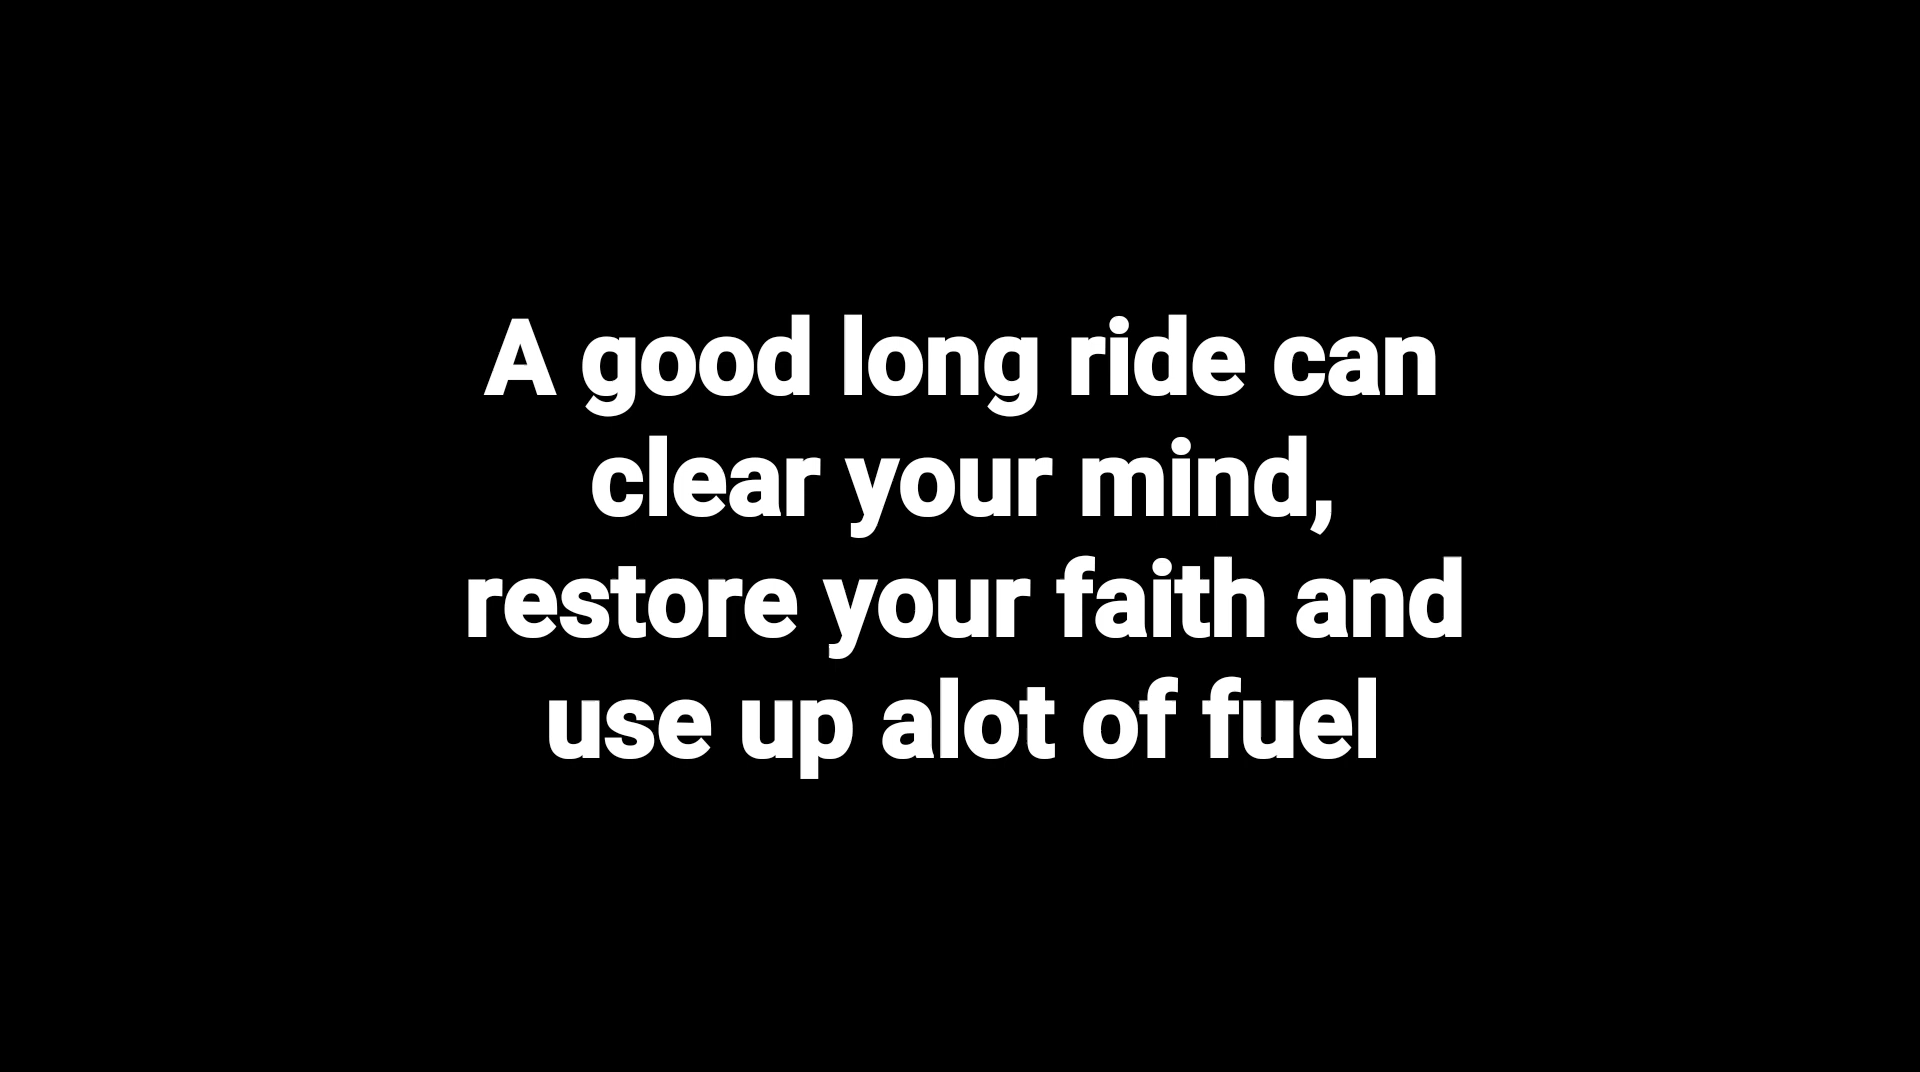 A good long ride can
clear your mind,
restore your faith and
use up alot of fuel